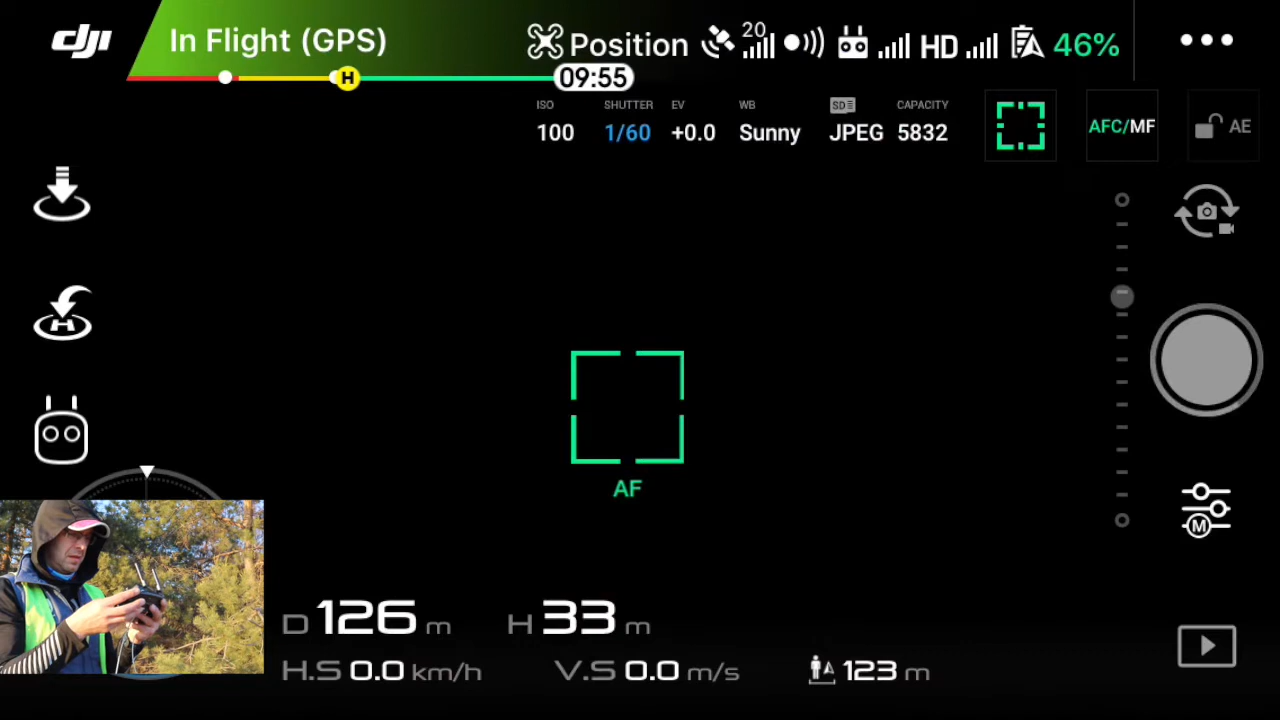 dji In Flight (GPS) Position 20 HD 46%
H 09:55
ISO SHUTTER EV WB SD CAPACITY
100 1/60 +0.0 Sunny JPEG 5832 AFC/MF AE
H
AF
M
D 126 m H 33 m
H.S 0.0 km/h V.S 0.0 m/s 123 m